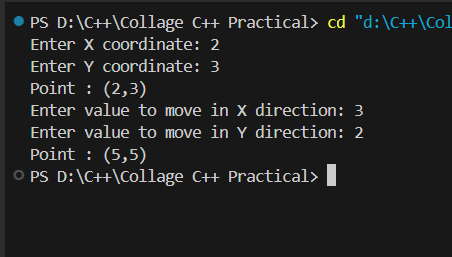 PS D:\C++\Collage C++ Practical> cd "d:\C++\Col
Enter X coordinate: 2
Enter Y coordinate: 3
Point : (2,3)
Enter value to move in X direction: 3
Enter value to move in Y direction: 2
Point : (5,5)
PS D:\C++\Collage C++ Practical>